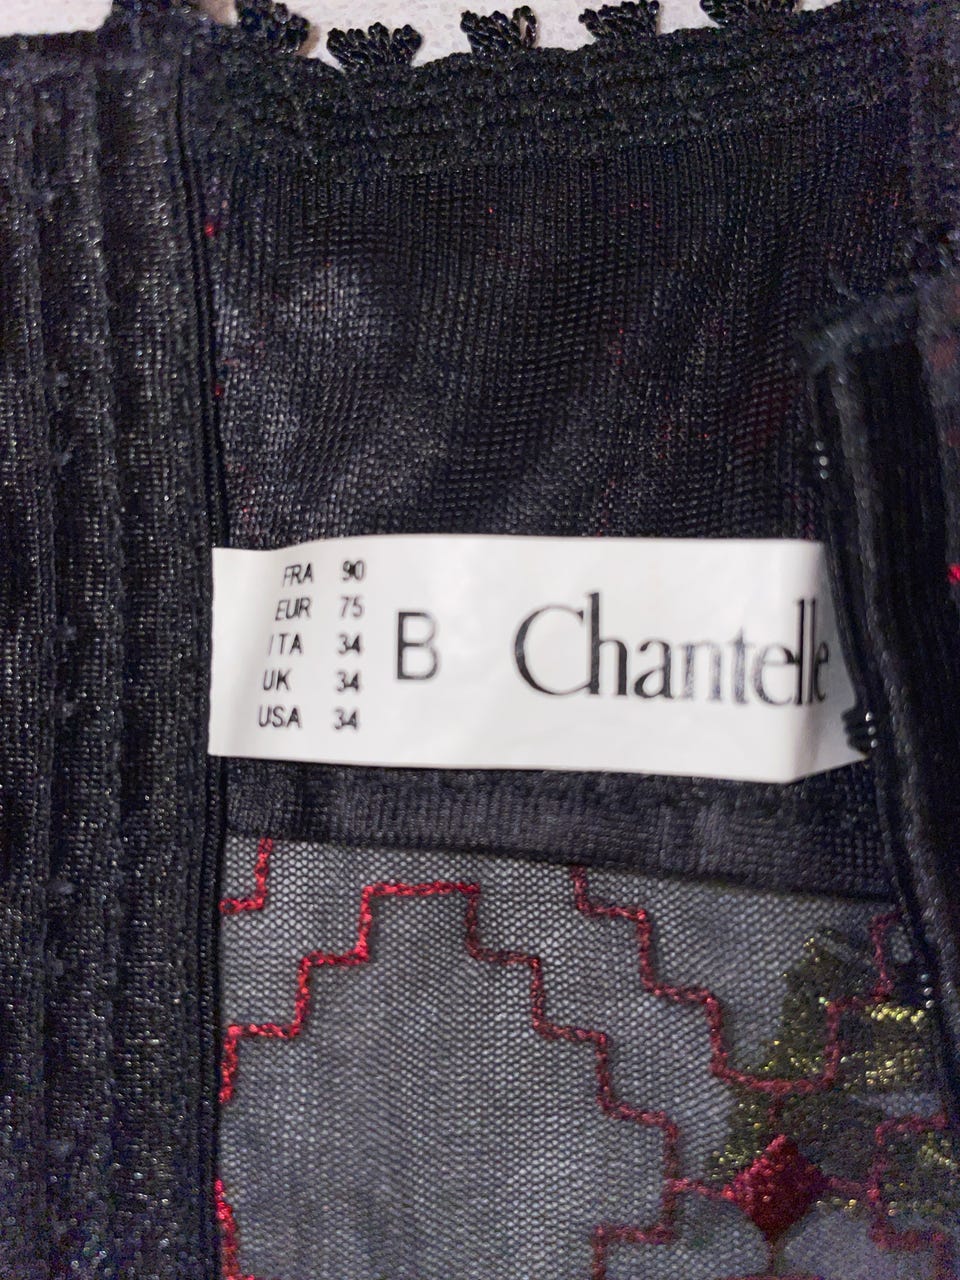 FRA 90
EUR 75
ITA 34
UK 34
USA 34
B
Chantelle